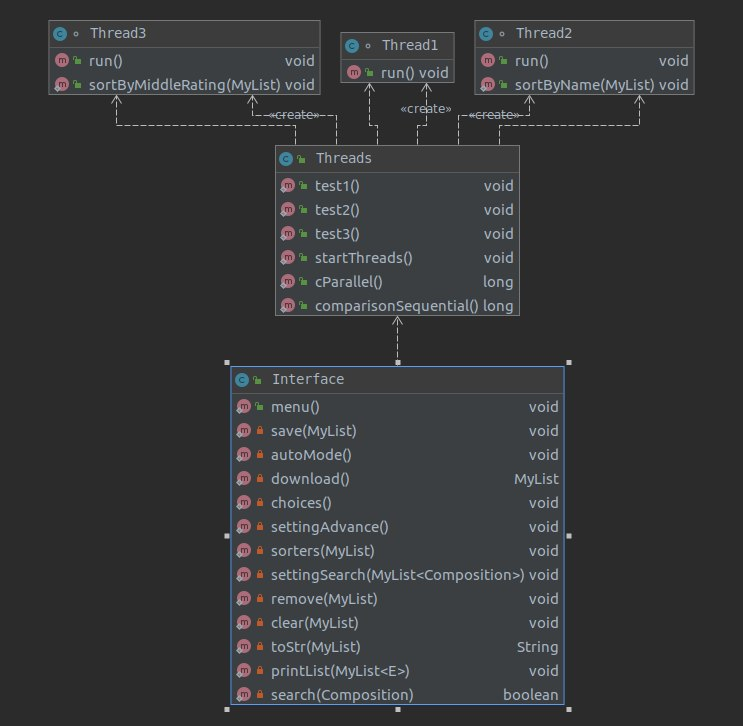 Thread3
run() void
sortByMiddleRating(MyList) void
Thread1
run() void
Thread2
run() void
sortByName(MyList) void
«create»
«create»
«create»
Threads
test1() void
test2() void
test3() void
startThreads() void
cParallel() long
comparisonSequential() long
Interface
menu() void
save(MyList) void
autoMode() void
download() MyList
choices() void
settingAdvance() void
sorters(MyList) void
settingSearch(MyList<Composition>) void
remove(MyList) void
clear(MyList) void
toStr(MyList) String
printList(MyList<E>) void
search(Composition) boolean